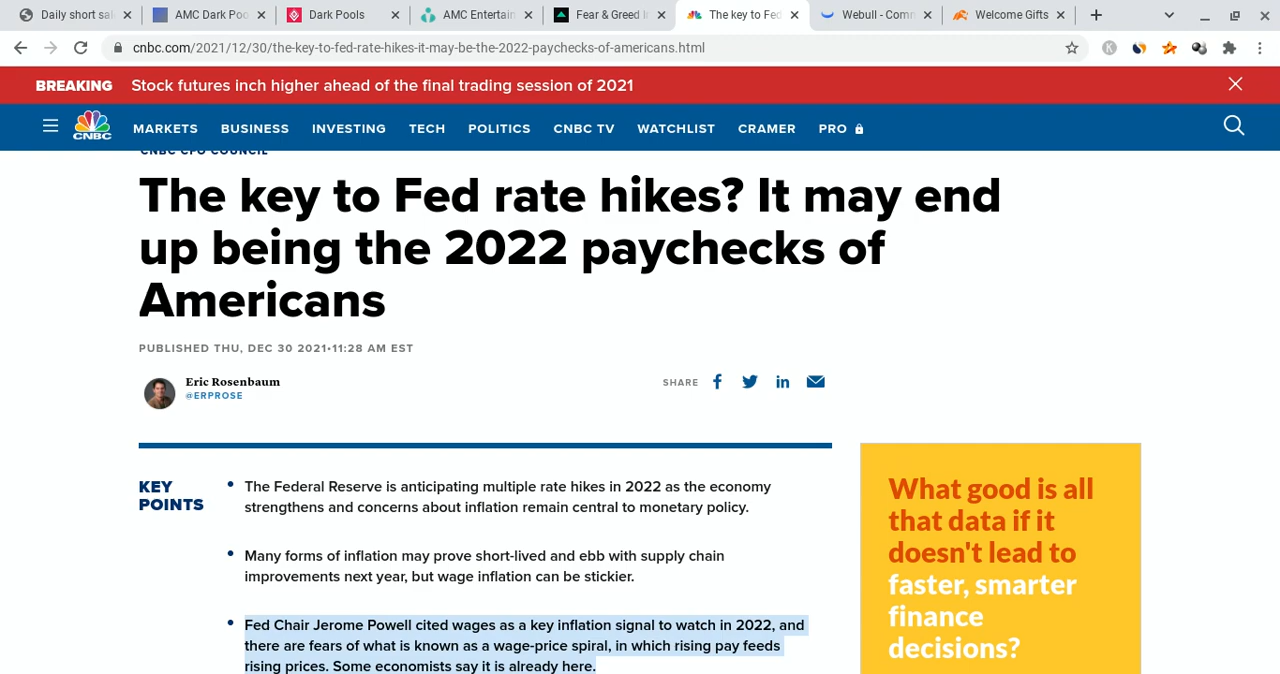 Daily short sal
AMC Dark Poo
Dark Pools
AMC Entertain
Fear & Greed I
The key to Fed
Webull - Comm
Welcome Gifts
cnbc.com/2021/12/30/the-key-to-fed-rate-hikes-it-may-be-the-2022-paychecks-of-americans.html
K
BREAKING Stock futures inch higher ahead of the final trading session of 2021
CNBC MARKETS BUSINESS INVESTING TECH POLITICS CNBC TV WATCHLIST CRAMER PRO
CNBC CFO COUNCIL
The key to Fed rate hikes? It may end
up being the 2022 paychecks of
Americans
PUBLISHED THU, DEC 30 2021•11:28 AM EST
Eric Rosenbaum
@ERPROSE
SHARE
KEY
POINTS
The Federal Reserve is anticipating multiple rate hikes in 2022 as the economy
strengthens and concerns about inflation remain central to monetary policy.
Many forms of inflation may prove short-lived and ebb with supply chain
improvements next year, but wage inflation can be stickier.
Fed Chair Jerome Powell cited wages as a key inflation signal to watch in 2022, and
there are fears of what is known as a wage-price spiral, in which rising pay feeds
rising prices. Some economists say it is already here.
What good is all
that data if it
doesn't lead to
faster, smarter
finance
decisions?